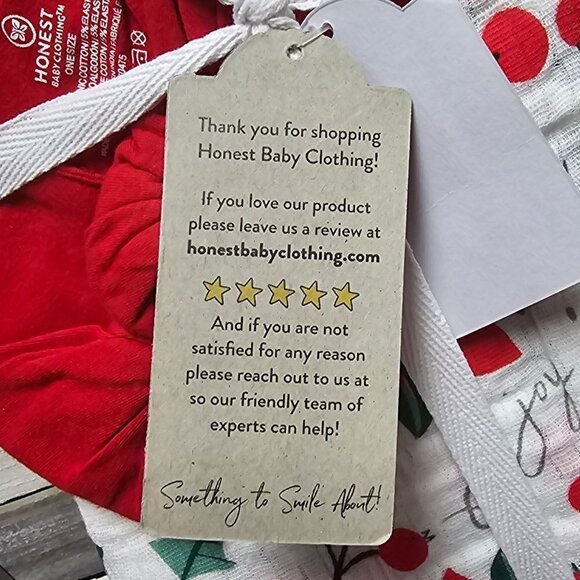 HONEST
BABY CLOTHING™
ONE SIZE
Thank you for shopping
Honest Baby Clothing!
If you love our product
please leave us a review at
honestbabyclothing.com
And if you are not
satisfied for any reason
please reach out to us at
so our friendly team of
experts can help!
Something to Smile About!
joy